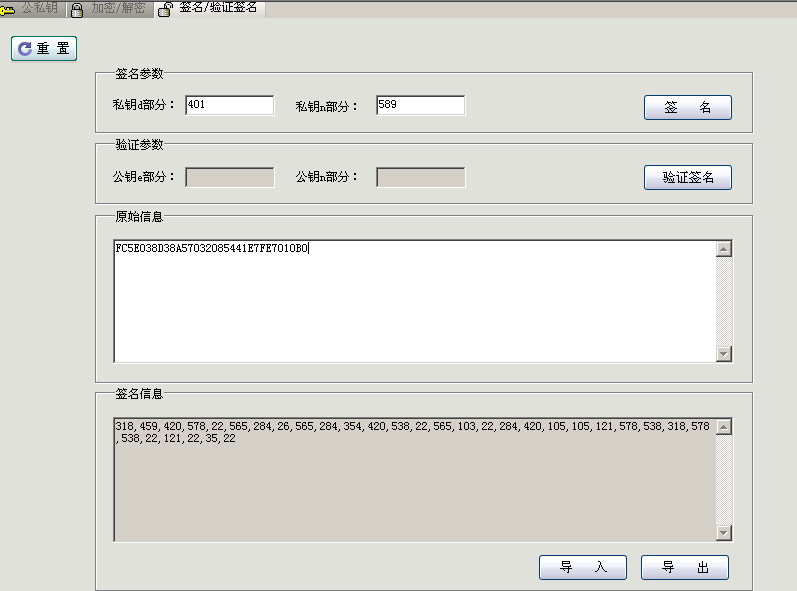 公私钥 加密/解密 签名/验证签名
重 置
签名参数
私钥d部分： 401 私钥n部分： 589 签 名
验证参数
公钥e部分： 公钥n部分： 验证签名
原始信息
FC5E038D38A57032085441E7FE7010B0
签名信息
318,459,420,578,22,565,284,26,565,284,354,420,538,22,565,103,22,284,420,105,105,121,578,538,318,578
,538,22,121,22,35,22
导 入 导 出